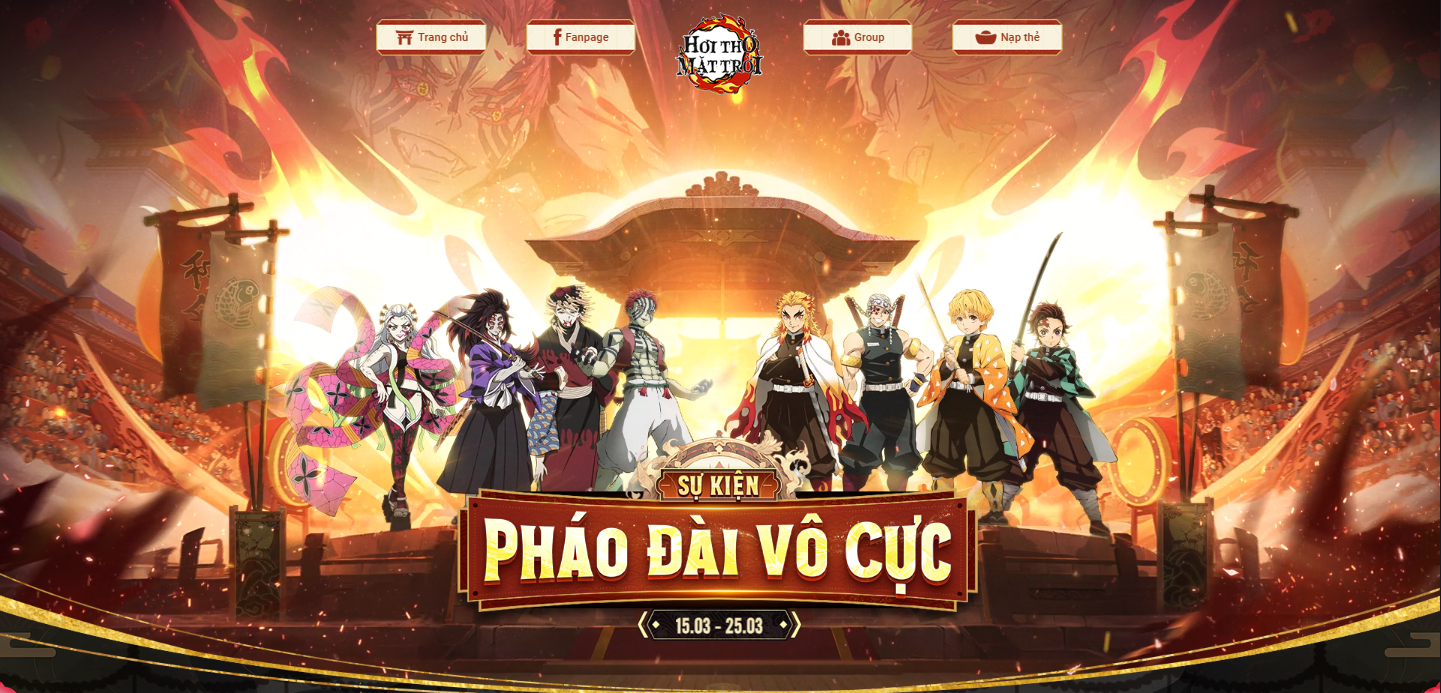 Trang chủ
Fanpage
HƠI THỞ
MẶT TRỜI
Group
Nạp thẻ
SỰ KIỆN
PHÁO ĐÀI VÔ CỰC
15.03 - 25.03